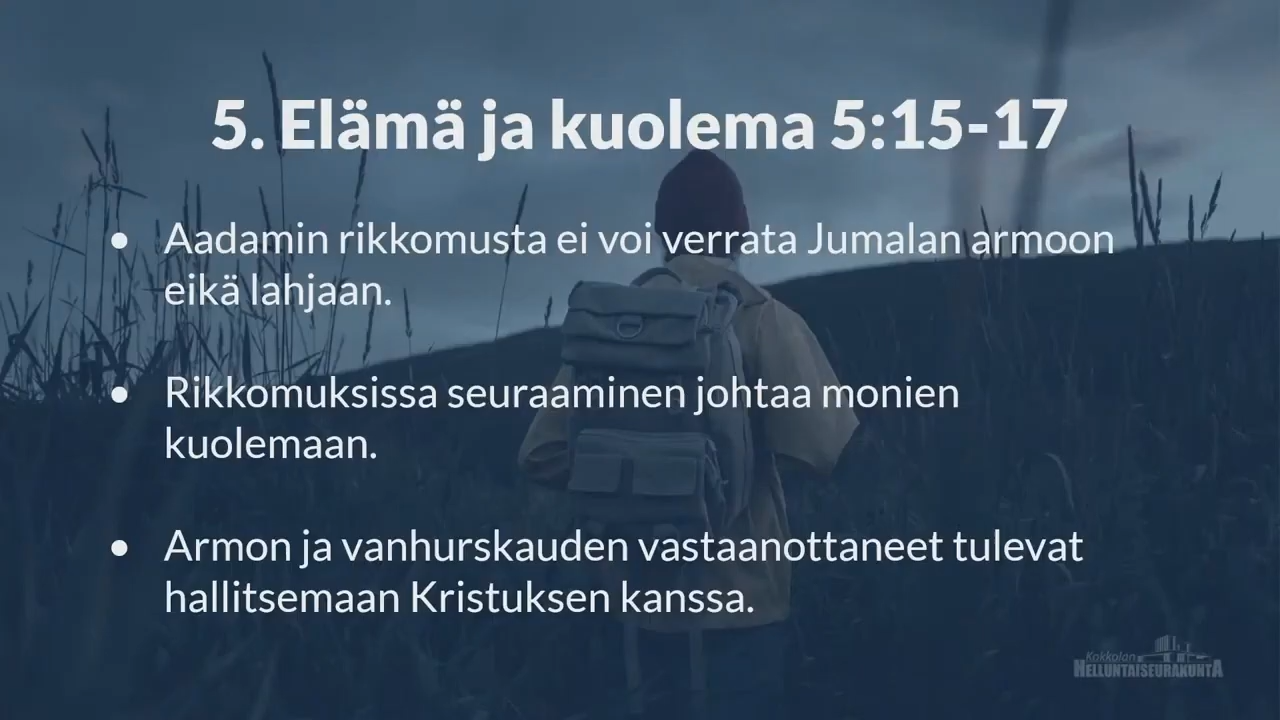 5. Elämä ja kuolema 5:15-17
● Aadamin rikkomusta ei voi verrata Jumalan armoon
eikä lahjaan.
● Rikkomuksissa seuraaminen johtaa monien
kuolemaan.
● Armon ja vanhurskauden vastaanottaneet tulevat
hallitsemaan Kristuksen kanssa.
Kokkolan
HELLUNTAISEURAKUNTA